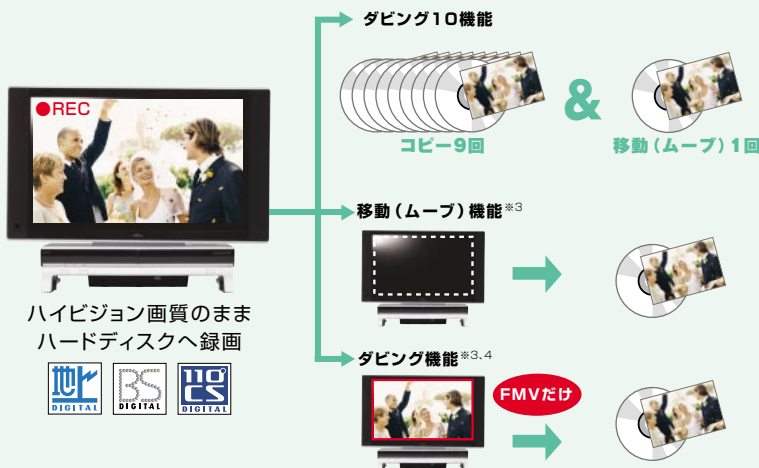 ダビング10機能
●REC
&
コピー9回
移動(ムーブ)1回
移動(ムーブ)機能※3
ハイビジョン画質のまま
ハードディスクへ録画
地上
DIGITAL
BS
DIGITAL
110°
CS
DIGITAL
ダビング機能※3、4
FMVだけ